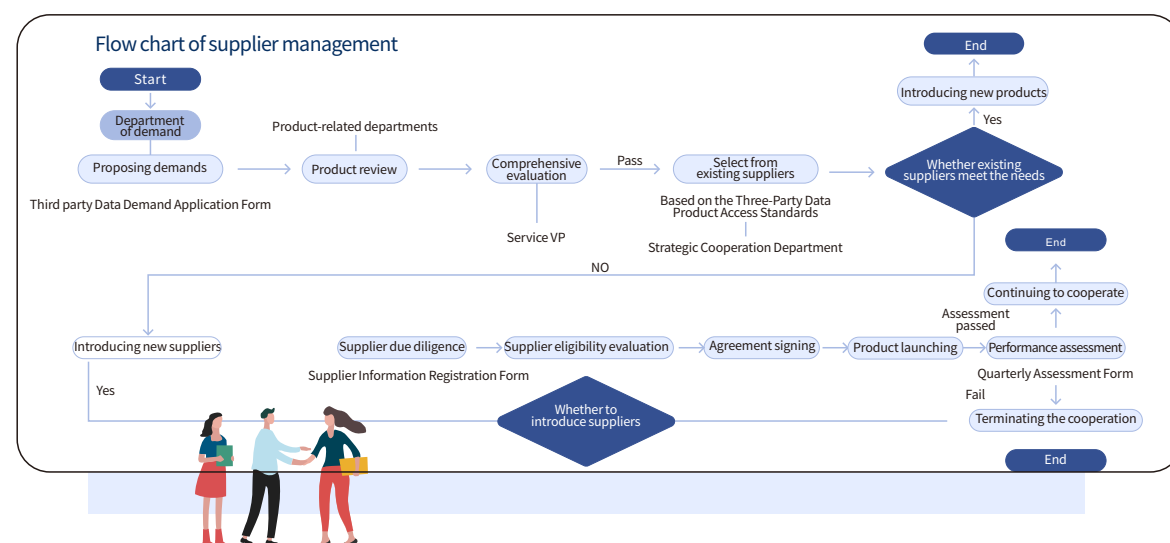 Flow chart of supplier management
Start
Department
of demand
Proposing demands
Third party Data Demand Application Form
Product-related departments
Product review
Comprehensive
evaluation
Service VP
Pass
Select from
existing suppliers
Based on the Three-Party Data
Product Access Standards
Strategic Cooperation Department
Whether existing
suppliers meet the needs
Yes
Introducing new products
End
NO
Introducing new suppliers
Yes
Whether to
introduce suppliers
Supplier due diligence
Supplier Information Registration Form
Supplier eligibility evaluation
Agreement signing
Product launching
Performance assessment
Quarterly Assessment Form
Assessment
passed
Continuing to cooperate
End
Fail
Terminating the cooperation
End